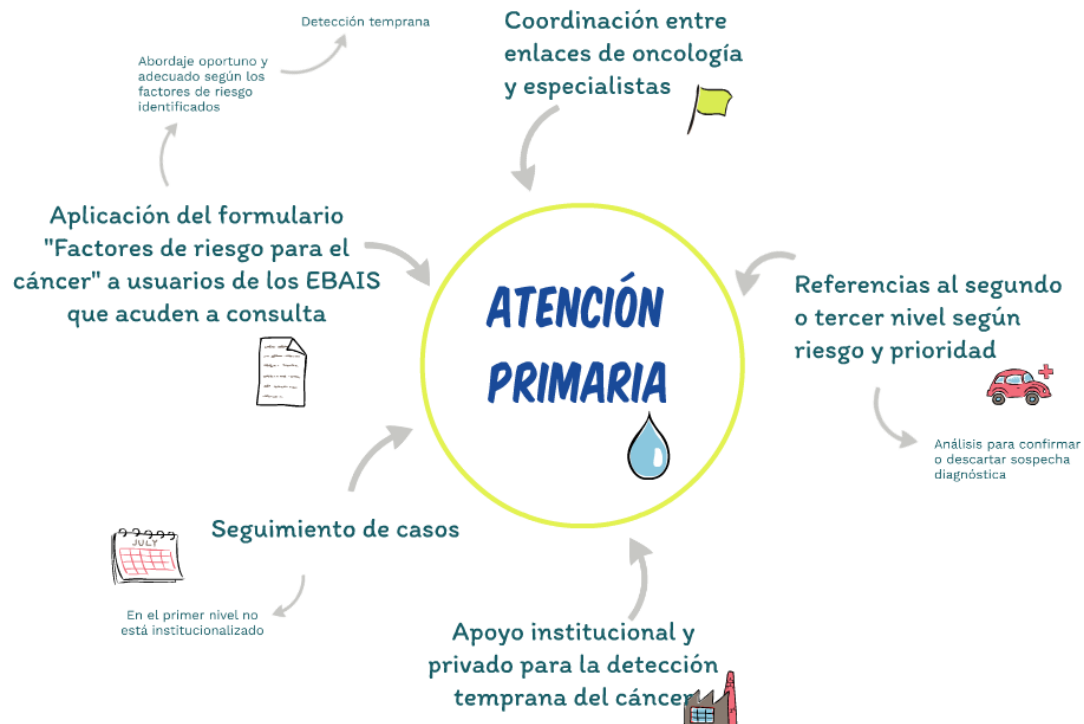 Detección temprana
Abordaje oportuno y
adecuado según los
factores de riesgo
identificados
Coordinación entre
enlaces de oncología
y especialistas
Aplicación del formulario
"Factores de riesgo para el
cáncer" a usuarios de los EBAIS
que acuden a consulta
ATENCIÓN
PRIMARIA
Referencias al segundo
o tercer nivel según
riesgo y prioridad
Análisis para confirmar
o descartar sospecha
diagnóstica
Seguimiento de casos
JULY
En el primer nivel no
está institucionalizado
Apoyo institucional y
privado para la detección
temprana del cáncer